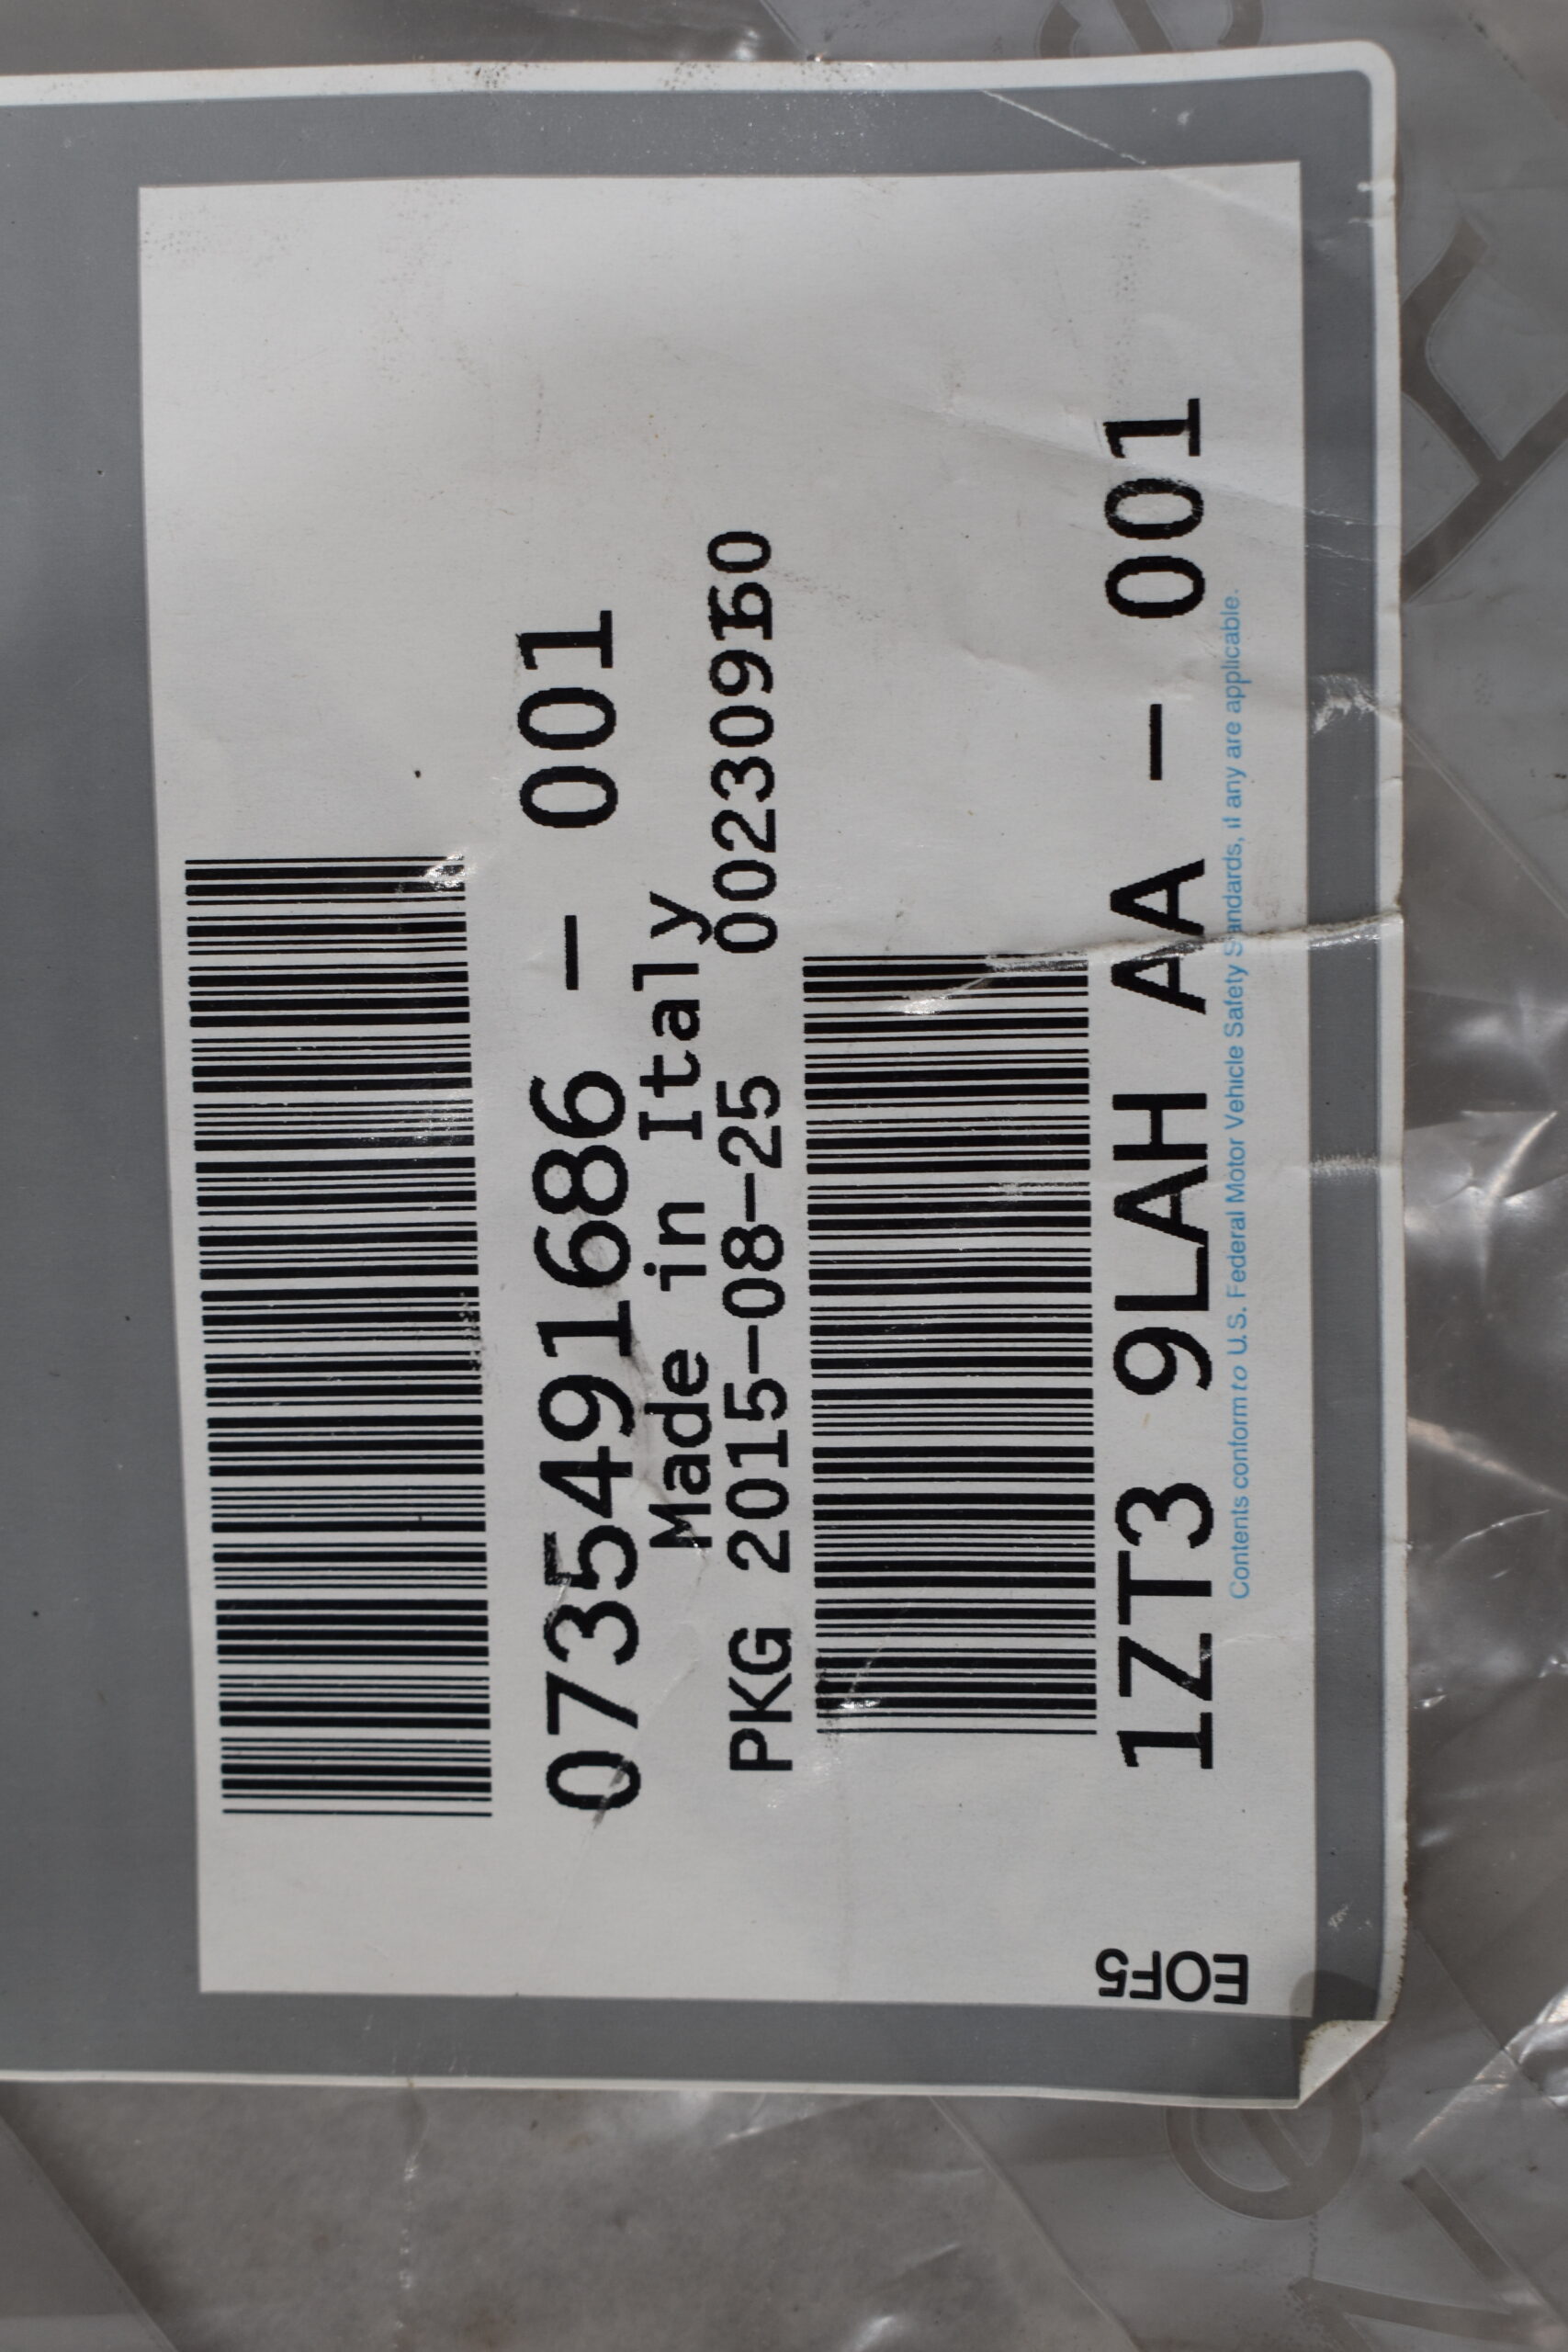 0735491686 - 001
Made in Italy
PKG 2015-08-25
1ZT3 9LAH AA - 001
Contents conform to U.S. Federal Motor Vehicle Safety Standards, if any are applicable.
EOF5